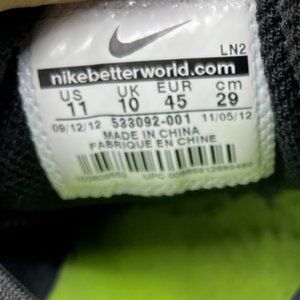 LN2
nikebetterworld.com
US UK EUR cm
11 10 45 29
09/12/12 533092-001 11/05/12
MADE IN CHINA
FABRIQUE EN CHINE